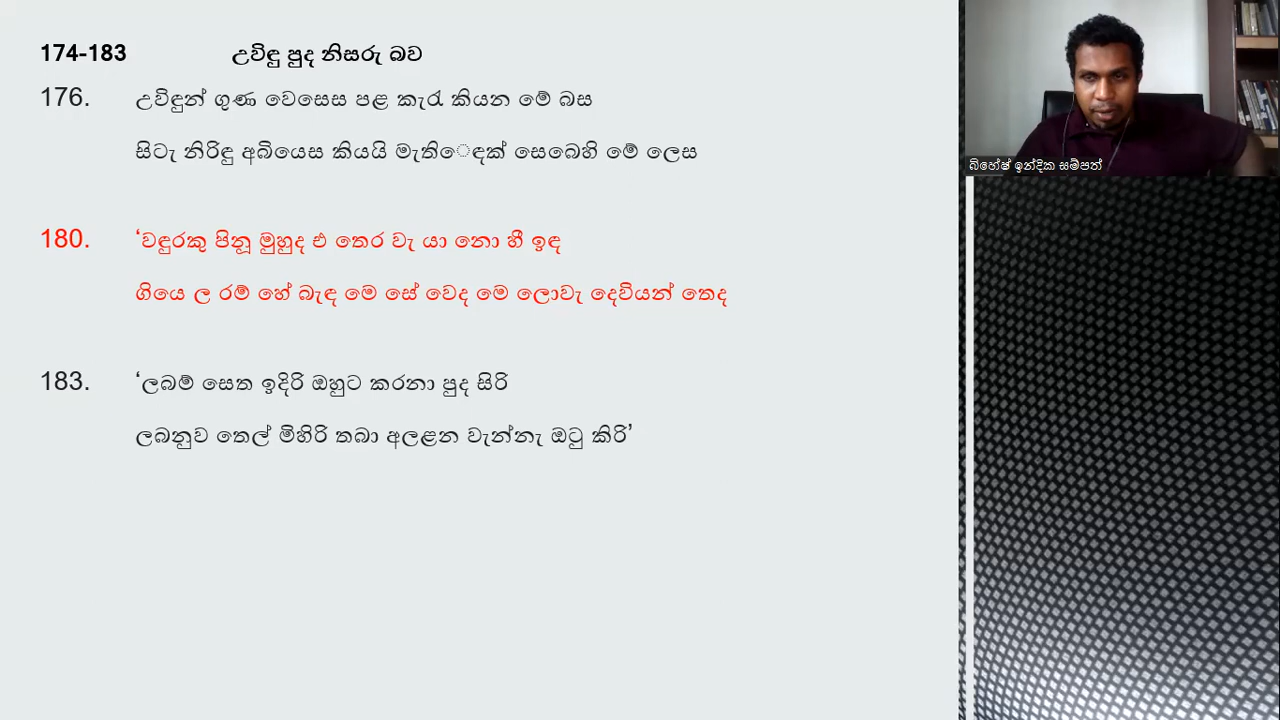 174-183 උවිඳු පුද නිසරු බව
176. උවිඳුන් ගුණ වෙසෙස පළ කැරැ කියන මේ බස
සිටැ නිරිඳු අබියෙස කියයි මැතිෙඳක් සෙබෙහි මේ ලෙස
180. ‘වඳුරකු පිනූ මුහුද එ තෙර වැ යා නො හී ඉඳ
ගියෙ ල රම් හේ බැඳ මෙ සේ වෙද මෙ ලොවැ දෙවියන් තෙද
183. ‘ලබම් සෙත ඉදිරි ඔහුට කරනා පුද සිරි
ලබනුව තෙල් මිහිරි තබා අලළන වැන්නැ ඔටු කිරි’
බිහේෂ් ඉන්දික සම්පත්